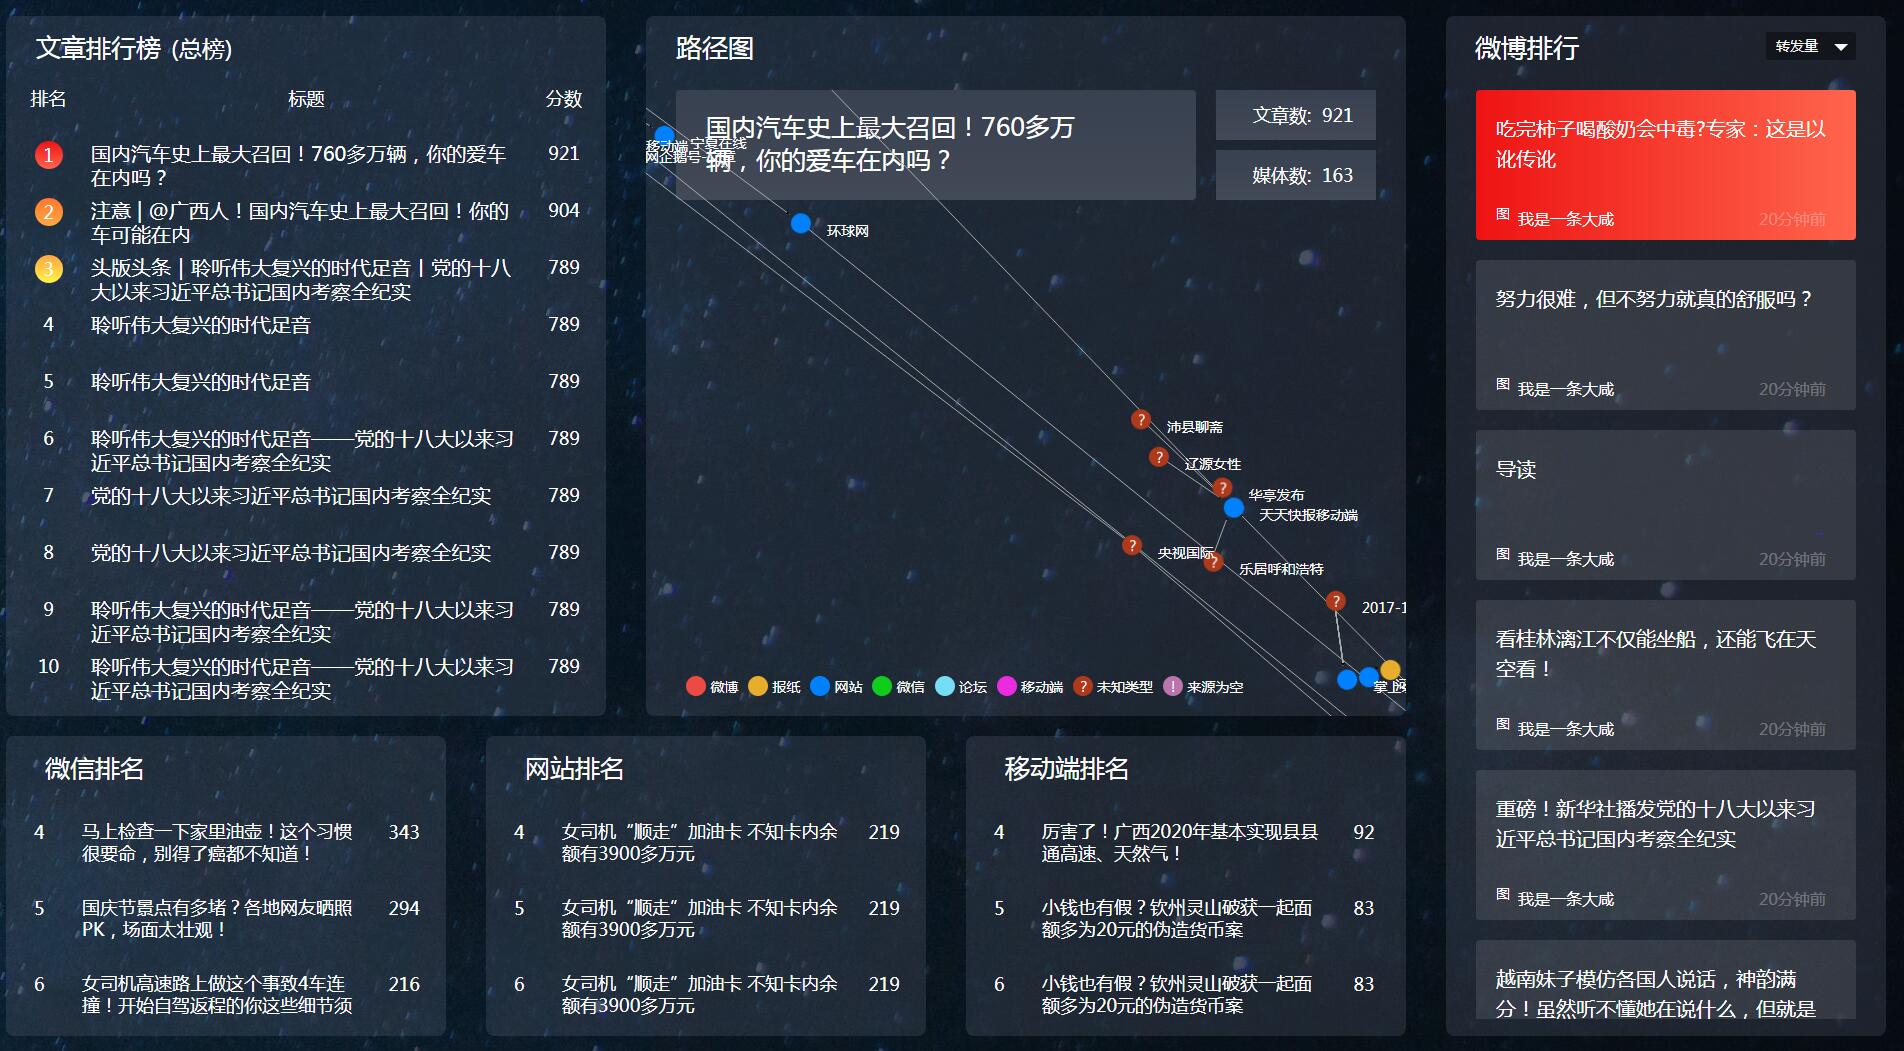 文章排行榜 (总榜)
排名 标题 分数
1 国内汽车史上最大召回！760多万辆，你的爱车 921
在内吗？
2 注意 | @广西人！国内汽车史上最大召回！你的 904
车可能在内
3 头版头条 | 聆听伟大复兴的时代足音丨党的十八 789
大以来习近平总书记国内考察全纪实
4 聆听伟大复兴的时代足音 789
5 聆听伟大复兴的时代足音 789
6 聆听伟大复兴的时代足音——党的十八大以来习 789
近平总书记国内考察全纪实
7 党的十八大以来习近平总书记国内考察全纪实 789
8 党的十八大以来习近平总书记国内考察全纪实 789
9 聆听伟大复兴的时代足音——党的十八大以来习 789
近平总书记国内考察全纪实
10 聆听伟大复兴的时代足音——党的十八大以来习 789
近平总书记国内考察全纪实
路径图
国内汽车史上最大召回！760多万
辆，你的爱车在内吗？
文章数: 921
媒体数: 163
移动端
宁夏在线
环球网
? 沛县聊斋
? 辽源女性
? 华亭发布
天天快报移动端
? 央视国际
? 乐居呼和浩特
? 2017-1
掌上
微博 报纸 网站 微信 论坛 移动端 ? 未知类型 ! 来源为空
微博排行
转发量
吃完柿子喝酸奶会中毒?专家：这是以
讹传讹
图 我是一条大咸 20分钟前
努力很难，但不努力就真的舒服吗？
图 我是一条大咸 20分钟前
导读
图 我是一条大咸 20分钟前
看桂林漓江不仅能坐船，还能飞在天
空看！
图 我是一条大咸 20分钟前
重磅！新华社播发党的十八大以来习
近平总书记国内考察全纪实
图 我是一条大咸 20分钟前
越南妹子模仿各国人说话，神韵满
分！虽然听不懂她在说什么，但就是
微信排名
4 马上检查一下家里油壶！这个习惯 343
很要命，别得了癌都不知道！
5 国庆节景点有多堵？各地网友晒照 294
PK，场面太壮观！
6 女司机高速路上做这个事致4车连 216
撞！开始自驾返程的你这些细节须
网站排名
4 女司机“顺走”加油卡 不知卡内余 219
额有3900多万元
5 女司机“顺走”加油卡 不知卡内余 219
额有3900多万元
6 女司机“顺走”加油卡 不知卡内余 219
额有3900多万元
移动端排名
4 厉害了！广西2020年基本实现县县 92
通高速、天然气！
5 小钱也有假？钦州灵山破获一起面 83
额多为20元的伪造货币案
6 小钱也有假？钦州灵山破获一起面 83
额多为20元的伪造货币案